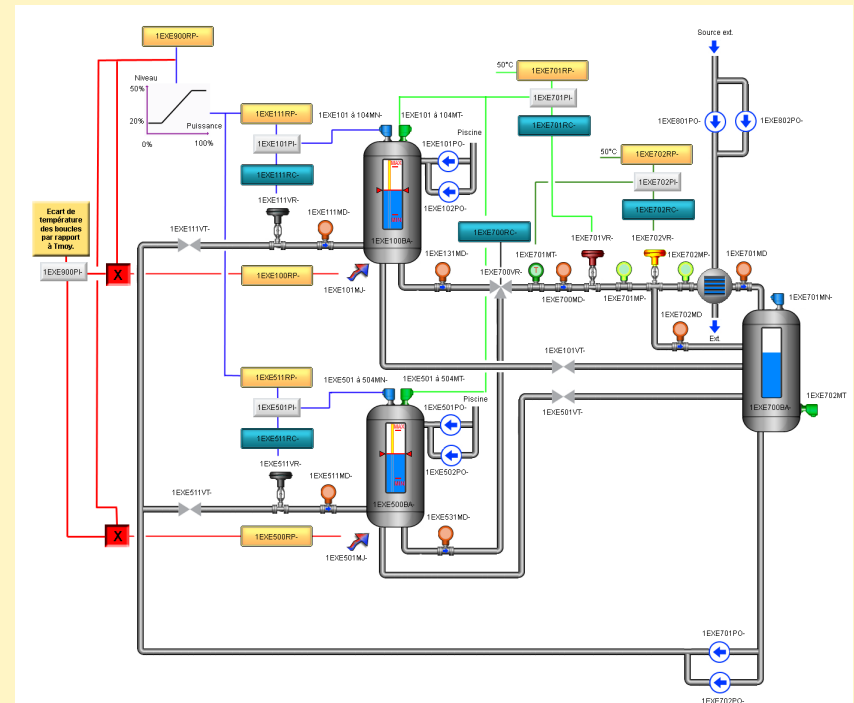 1EXE900RP-
Source ext.
Niveau
50%
20%
Puissance
0%
100%
50°C
1EXE701RP-
1EXE701PI-
1EXE701RC-
1EXE111RP-
1EXE101PI-
1EXE111RC-
1EXE111VR-
1EXE101 à 104MN-
1EXE101 à 104MT-
1EXE101PO-
Piscine
1EXE102PO-
1EXE801PO-
1EXE802PO-
50°C
1EXE702RP-
1EXE702PI-
1EXE702RC-
1EXE702VR-
Ecart de
température
des boucles
par rapport
à Tmoy.
1EXE900PI-
X
1EXE111VT-
1EXE111MD-
MAX
1EXE100BA-
1EXE100RP-
1EXE101MJ-
1EXE131MD-
1EXE700RC-
1EXE700VR-
1EXE701MT-
T
1EXE700MD-
1EXE701VR-
1EXE701MP-
1EXE702MP-
1EXE701MD
1EXE701MN-
1EXE702MD
Ext.
1EXE101VT-
1EXE501VT-
1EXE700BA-
1EXE702MT
1EXE511RP-
1EXE501PI-
1EXE511RC-
1EXE511VR-
1EXE501 à 504MN-
1EXE501 à 504MT-
Piscine
1EXE501PO-
1EXE502PO-
MAX
1EXE511VT-
1EXE511MD-
1EXE500BA-
X
1EXE500RP-
1EXE501MJ-
1EXE531MD-
1EXE701PO-
1EXE702PO-